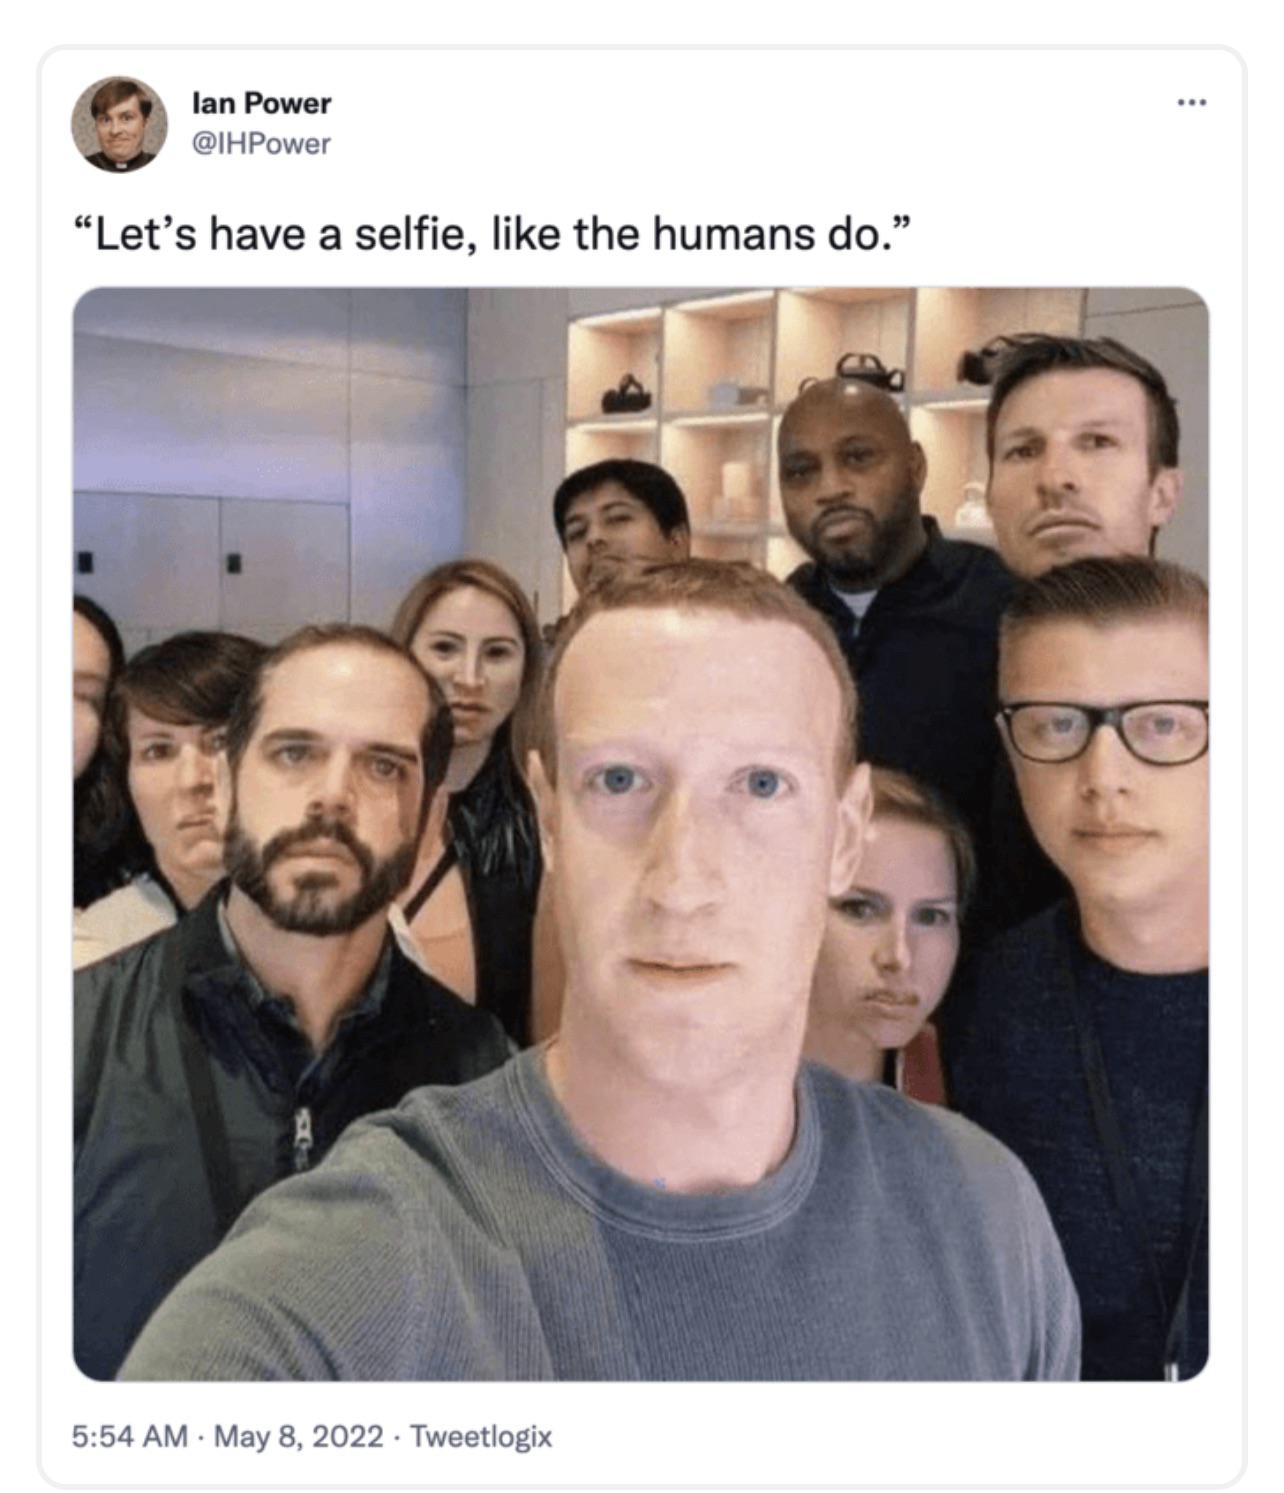 Ian Power
@IHPower
“Let’s have a selfie, like the humans do.”
5:54 AM · May 8, 2022 · Tweetlogix